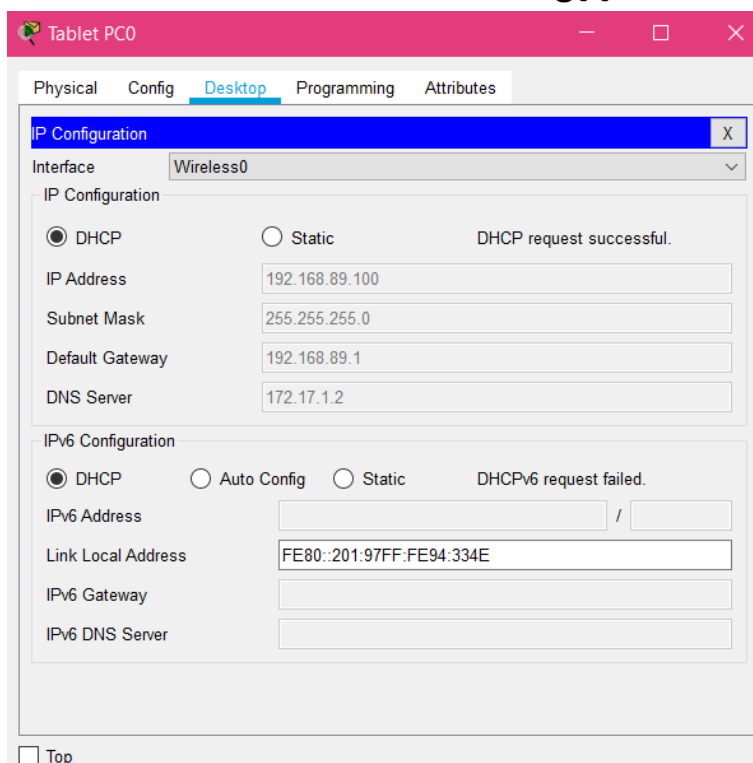 Tablet PC0
Physical Config Desktop Programming Attributes
IP Configuration X
Interface Wireless0
IP Configuration
DHCP Static DHCP request successful.
IP Address 192.168.89.100
Subnet Mask 255.255.255.0
Default Gateway 192.168.89.1
DNS Server 172.17.1.2
IPv6 Configuration
DHCP Auto Config Static DHCPv6 request failed.
IPv6 Address /
Link Local Address FE80::201:97FF:FE94:334E
IPv6 Gateway
IPv6 DNS Server
Top